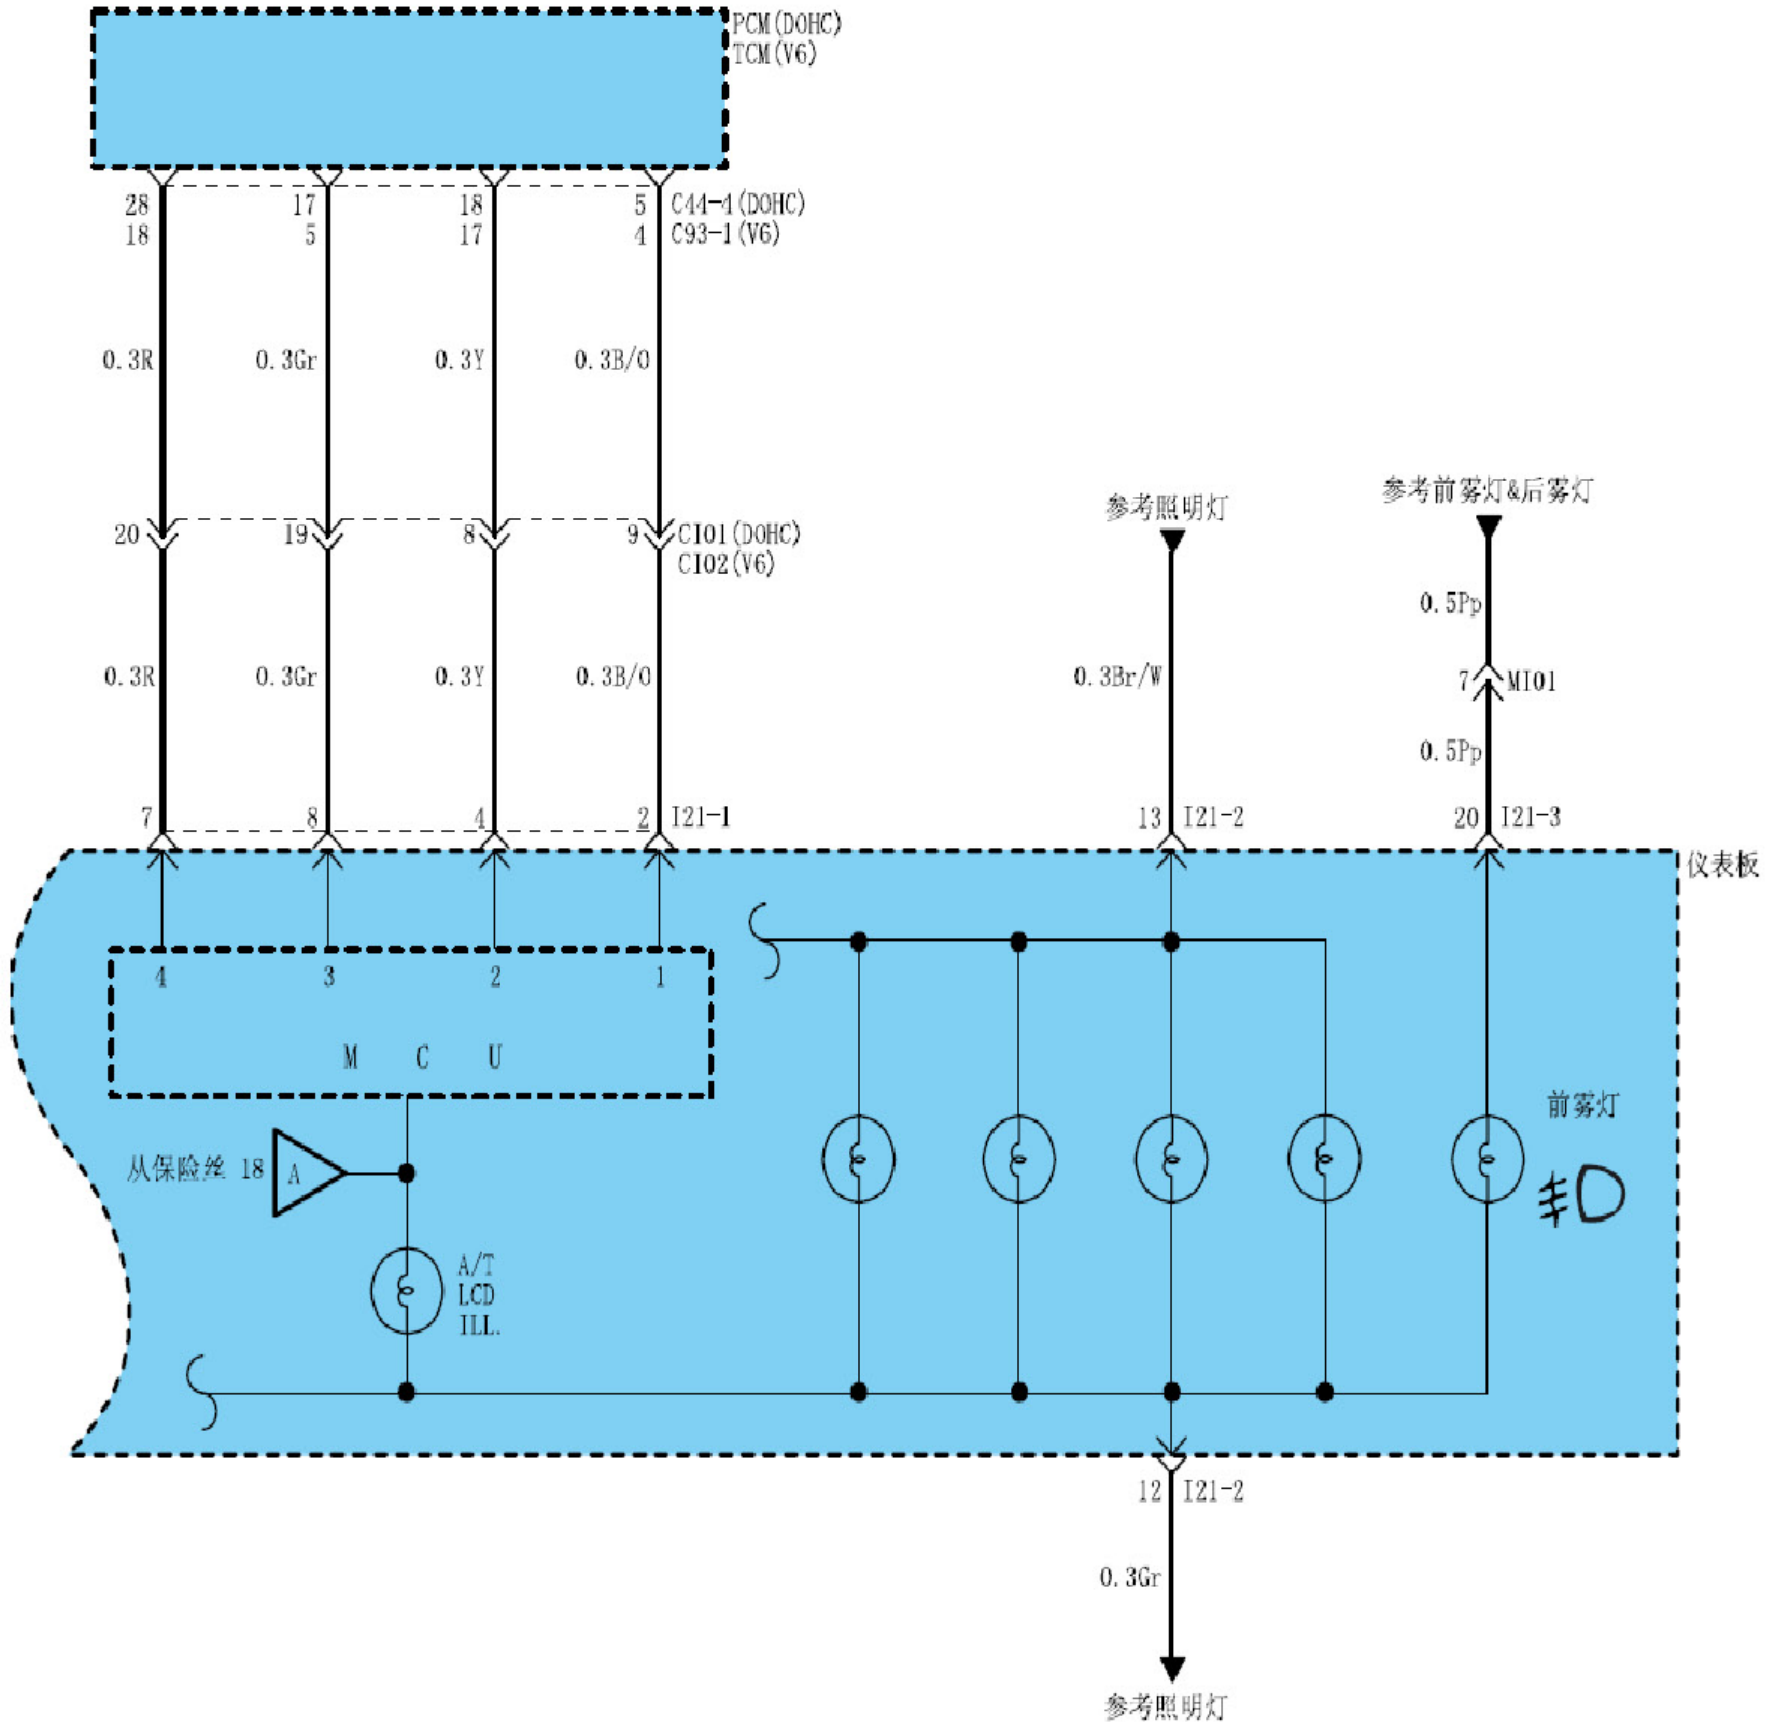 PCM(DOHC)
TCM(V6)
28 17 18 5 C44-4(DOHC)
18 5 17 4 C93-1(V6)
0.3R 0.3Gr 0.3Y 0.3B/O
参考照明灯 参考前雾灯&后雾灯
20 19 8 9 CI01(DOHC)
CI02(V6)
0.5Pp
0.3R 0.3Gr 0.3Y 0.3B/O 0.3Br/W 7 MI01
0.5Pp
7 8 4 2 I21-1 13 I21-2 20 I21-3
仪表板
4 3 2 1
M C U
前雾灯
从保险丝 18 A
A/T
LCD
ILL.
12 I21-2
0.3Gr
参考照明灯